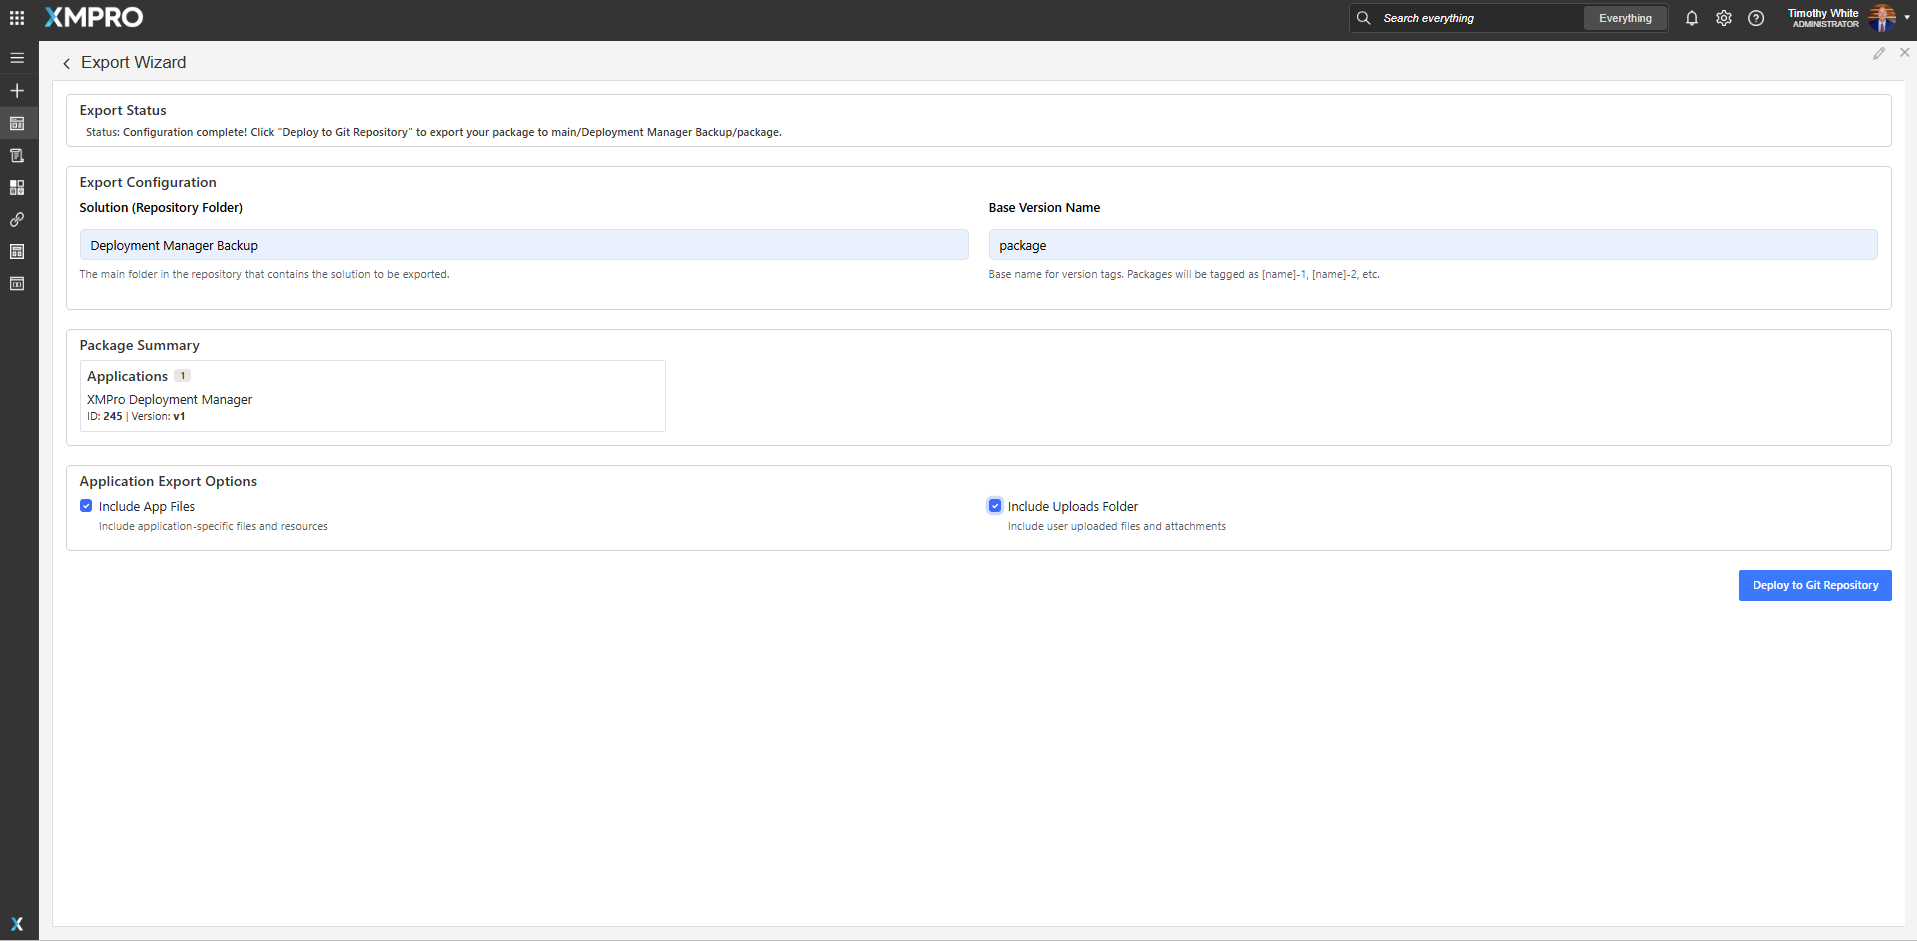 XMPRO
Search everything
Everything
Timothy White
ADMINISTRATOR
Export Wizard
Export Status
Status: Configuration complete! Click "Deploy to Git Repository" to export your package to main/Deployment Manager Backup/package.
Export Configuration
Solution (Repository Folder)
Base Version Name
Deployment Manager Backup
package
The main folder in the repository that contains the solution to be exported.
Base name for version tags. Packages will be tagged as [name]-1, [name]-2, etc.
Package Summary
Applications 1
XMPro Deployment Manager
ID: 245 | Version: v1
Application Export Options
Include App Files
Include application-specific files and resources
Include Uploads Folder
Include user uploaded files and attachments
Deploy to Git Repository
X